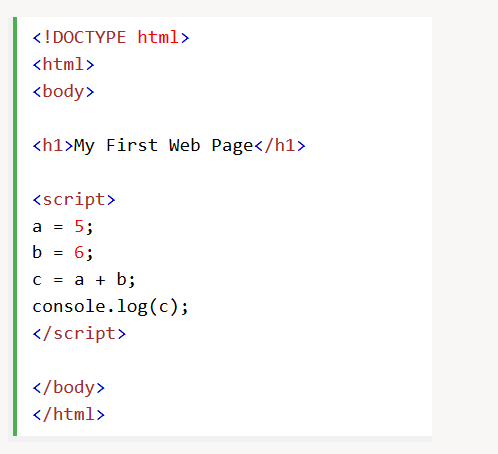 <!DOCTYPE html>
<html>
<body>
<h1>My First Web Page</h1>
<script>
a = 5;
b = 6;
c = a + b;
console.log(c);
</script>
</body>
</html>